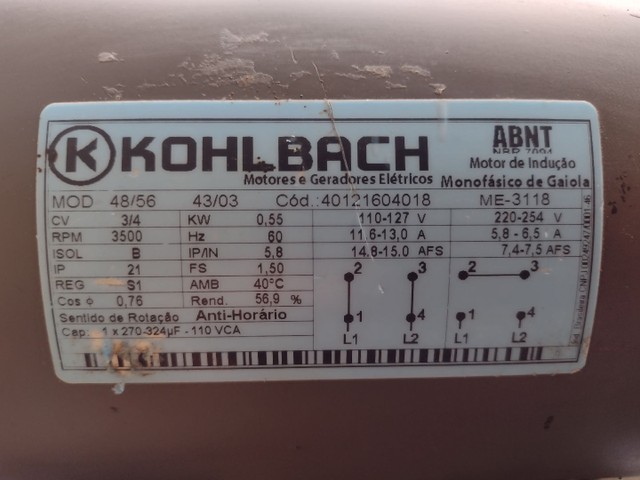 K KOHLBACH
ABNT
NBR 7094
Motores e Geradores Elétricos
Motor de Indução
Monofásico de Gaiola
MOD 48/56 43/03 Cód.:40121604018 ME-3118
CV 3/4 KW 0,55 110-127 V 220-254 V
RPM 3500 Hz 60 11.6-13,0 A 5,8 - 6,5 A
ISOL B IP/IN 5,8 14.8-15.0 AFS 7,4-7,5 AFS
IP 21 FS 1,50
REG S1 AMB 40°C
Cos φ 0,76 Rend. 56,9 %
Sentido de Rotação Anti-Horário
Cap: 1 x 270-324µF - 110 VCA
2 3 2 3
1 4 1 4
L1 L2 L1 L2